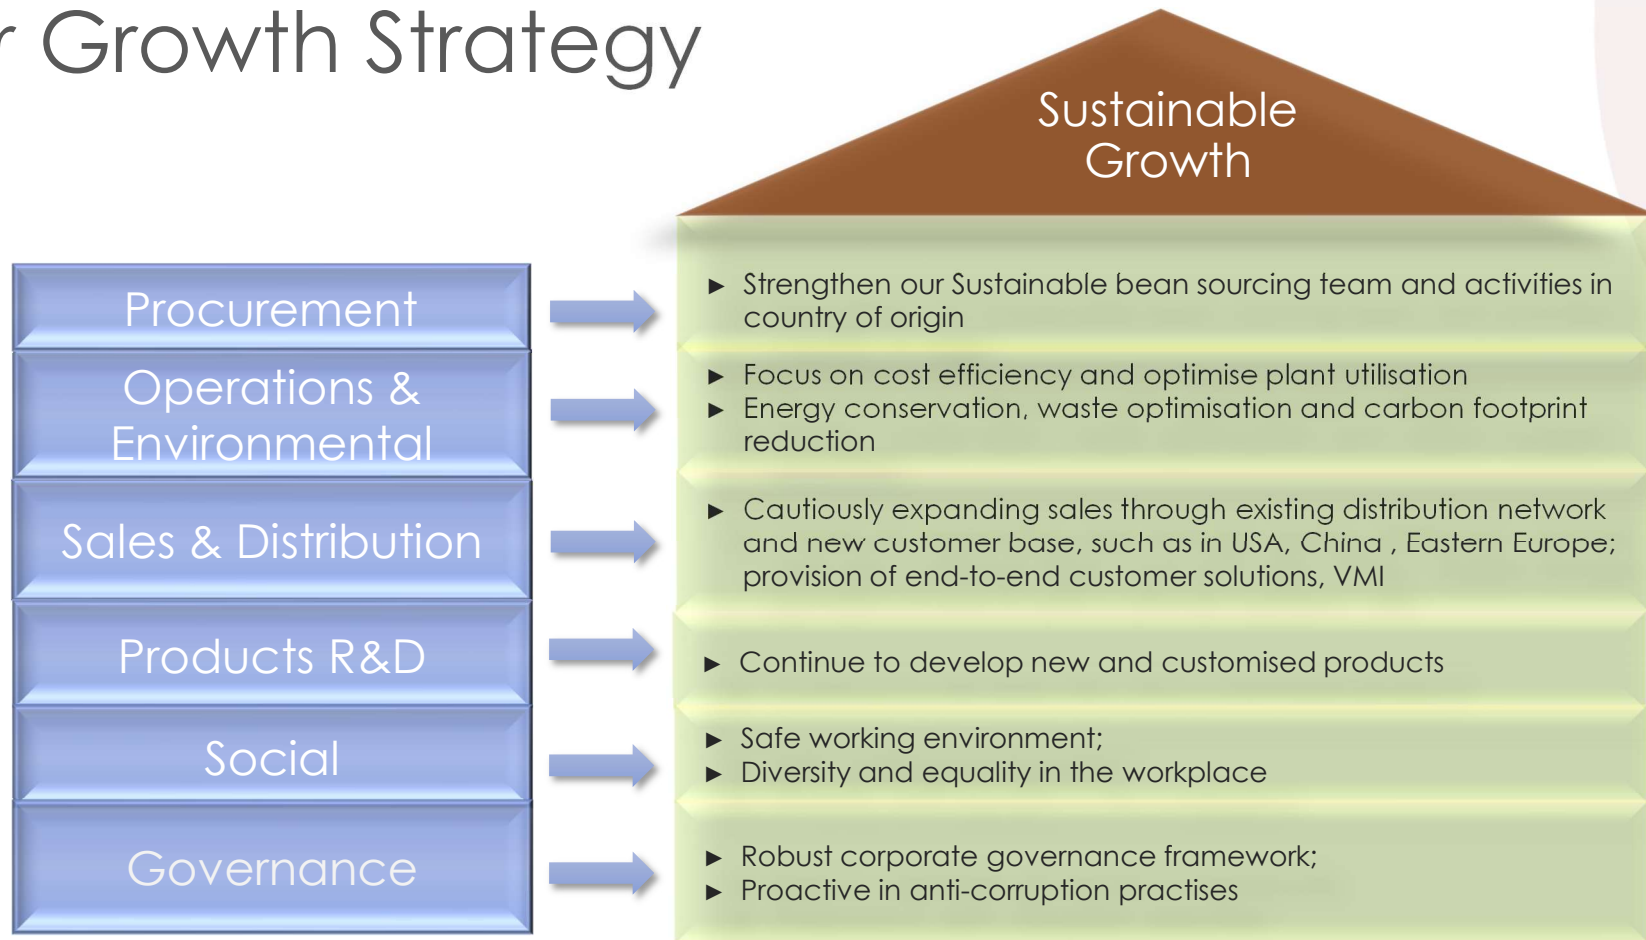 r Growth Strategy
Sustainable
Growth
Procurement
► Strengthen our Sustainable bean sourcing team and activities in
country of origin
Operations &
Environmental
► Focus on cost efficiency and optimise plant utilisation
► Energy conservation, waste optimisation and carbon footprint
reduction
Sales & Distribution
► Cautiously expanding sales through existing distribution network
and new customer base, such as in USA, China , Eastern Europe;
provision of end-to-end customer solutions, VMI
Products R&D
► Continue to develop new and customised products
Social
► Safe working environment;
► Diversity and equality in the workplace
Governance
► Robust corporate governance framework;
► Proactive in anti-corruption practises